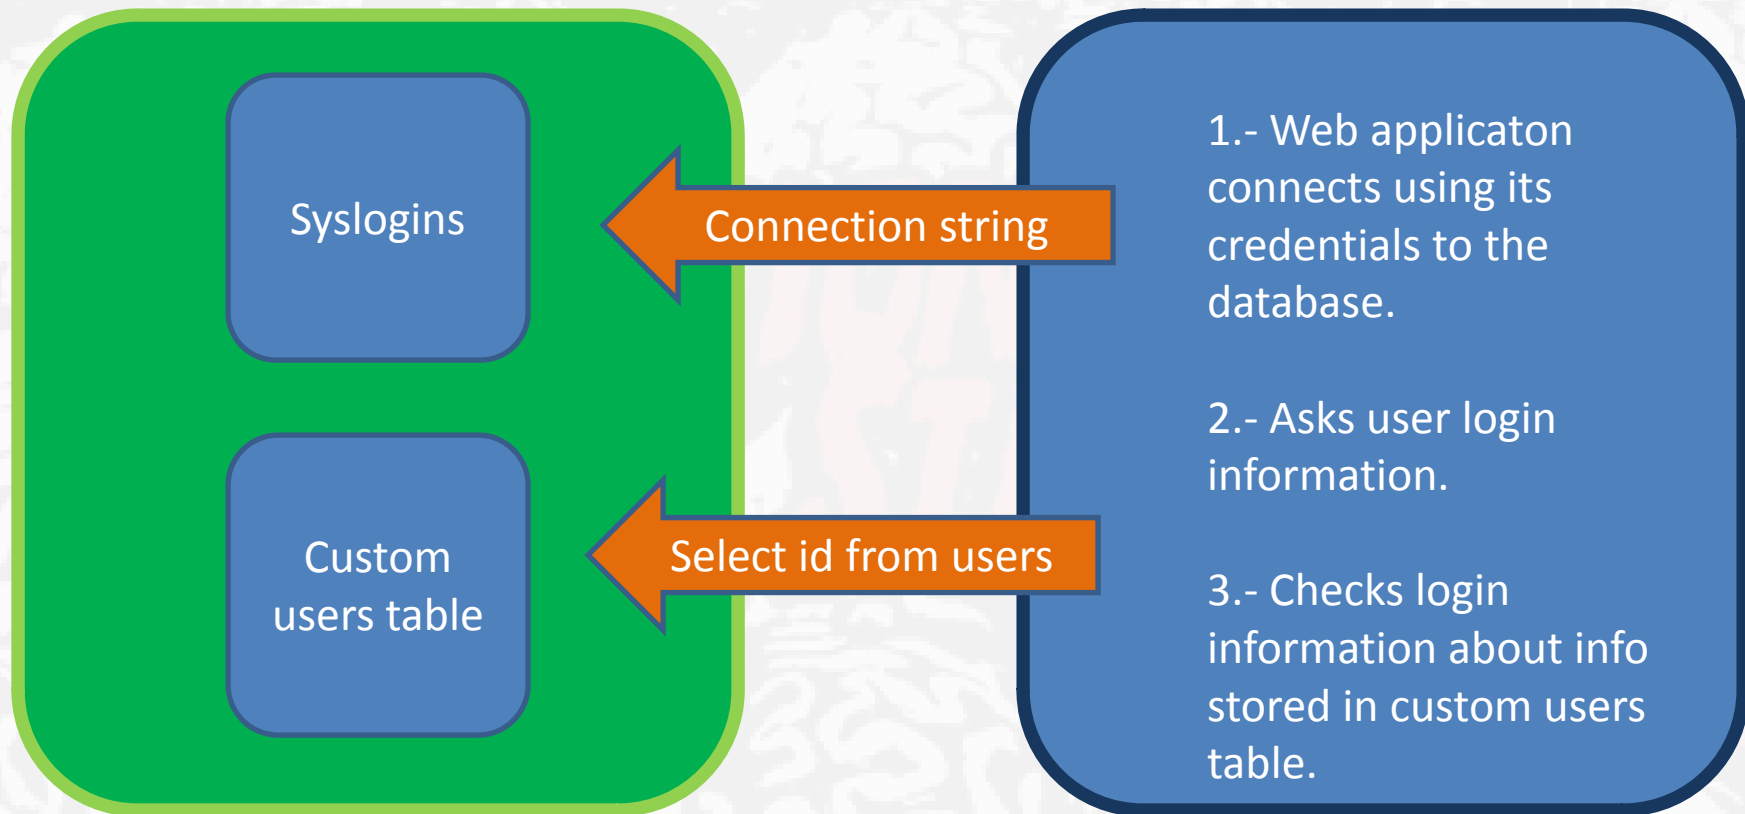 Syslogins
Connection string
Custom
users table
Select id from users
1.- Web applicaton
connects using its
credentials to the
database.
2.- Asks user login
information.
3.- Checks login
information about info
stored in custom users
table.